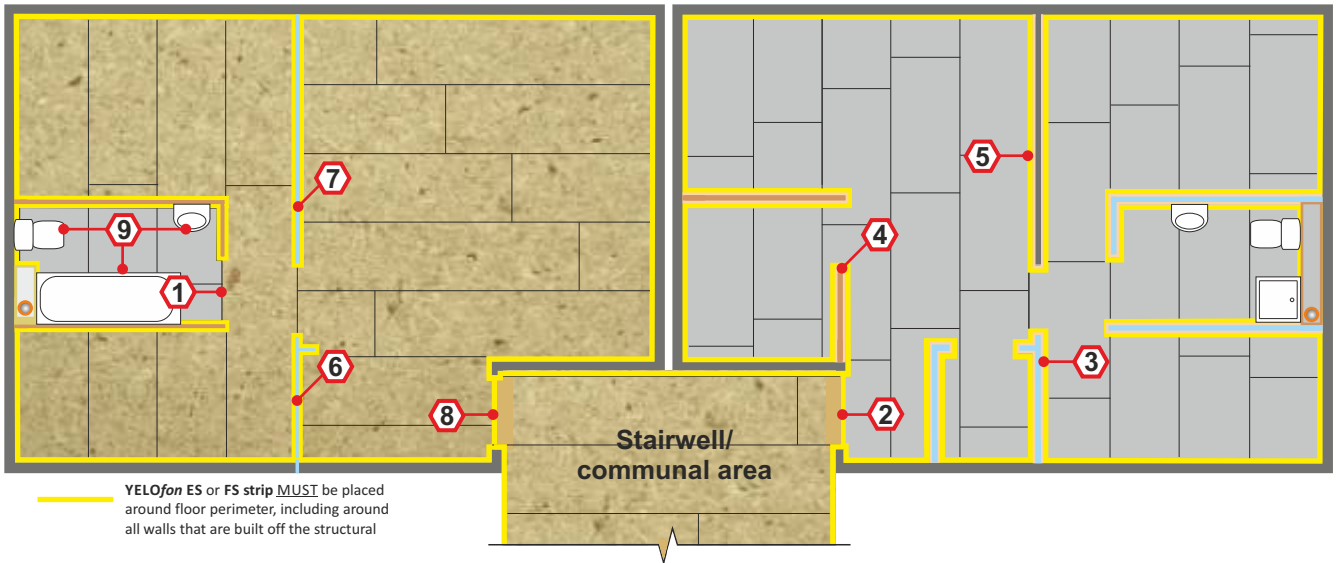 7
5
9
4
1
6
3
8
2
Stairwell/
communal area
YELOfon ES or FS strip MUST be placed
around floor perimeter, including around
all walls that are built off the structural